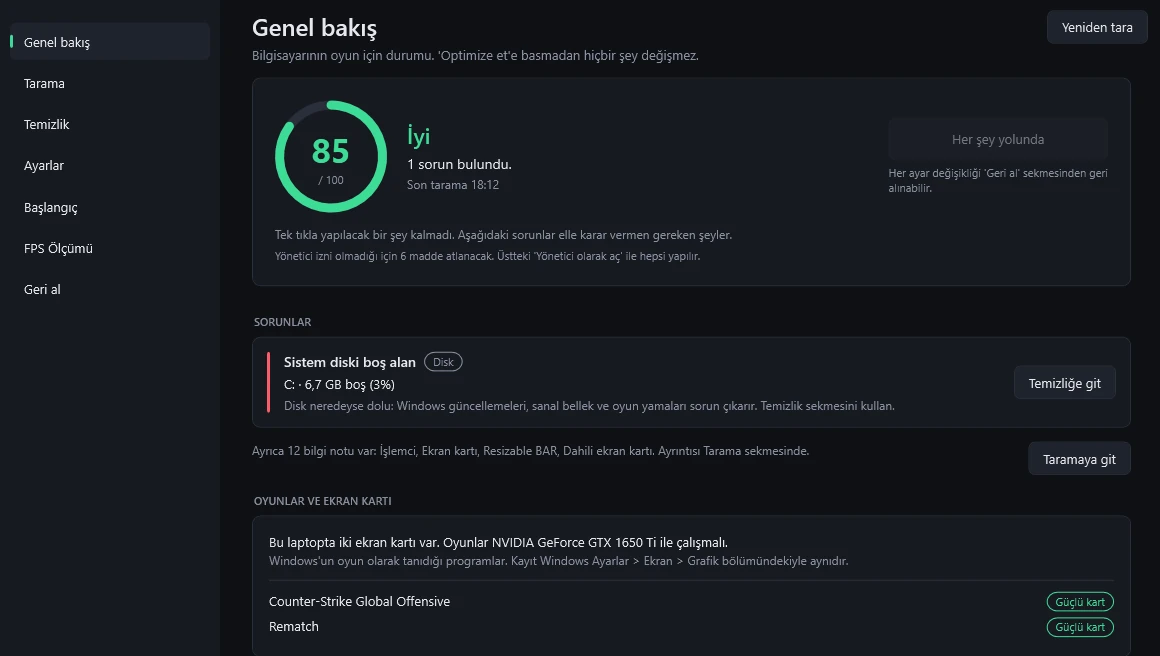 Genel bakış
Tarama
Temizlik
Ayarlar
Başlangıç
FPS Ölçümü
Geri al
Genel bakış
Bilgisayarının oyun için durumu. 'Optimize et'e basmadan hiçbir şey değişmez.
Yeniden tara
85
/ 100
İyi
1 sorun bulundu.
Son tarama 18:12
Her şey yolunda
Her ayar değişikliği 'Geri al' sekmesinden geri
alınabilir.
Tek tıkla yapılacak bir şey kalmadı. Aşağıdaki sorunlar elle karar vermen gereken şeyler.
Yönetici izni olmadığı için 6 madde atlanacak. Üstteki 'Yönetici olarak aç' ile hepsi yapılır.
SORUNLAR
Sistem diski boş alan Disk
C: · 6,7 GB boş (3%)
Disk neredeyse dolu: Windows güncellemeleri, sanal bellek ve oyun yamaları sorun çıkarır. Temizlik sekmesini kullan.
Temizliğe git
Ayrıca 12 bilgi notu var: İşlemci, Ekran kartı, Resizable BAR, Dahili ekran kartı. Ayrıntısı Tarama sekmesinde.
Taramaya git
OYUNLAR VE EKRAN KARTI
Bu laptopta iki ekran kartı var. Oyunlar NVIDIA GeForce GTX 1650 Ti ile çalışmalı.
Windows'un oyun olarak tanıdığı programlar. Kayıt Windows Ayarlar > Ekran > Grafik bölümündekiyle aynıdır.
Counter-Strike Global Offensive Güçlü kart
Rematch Güçlü kart